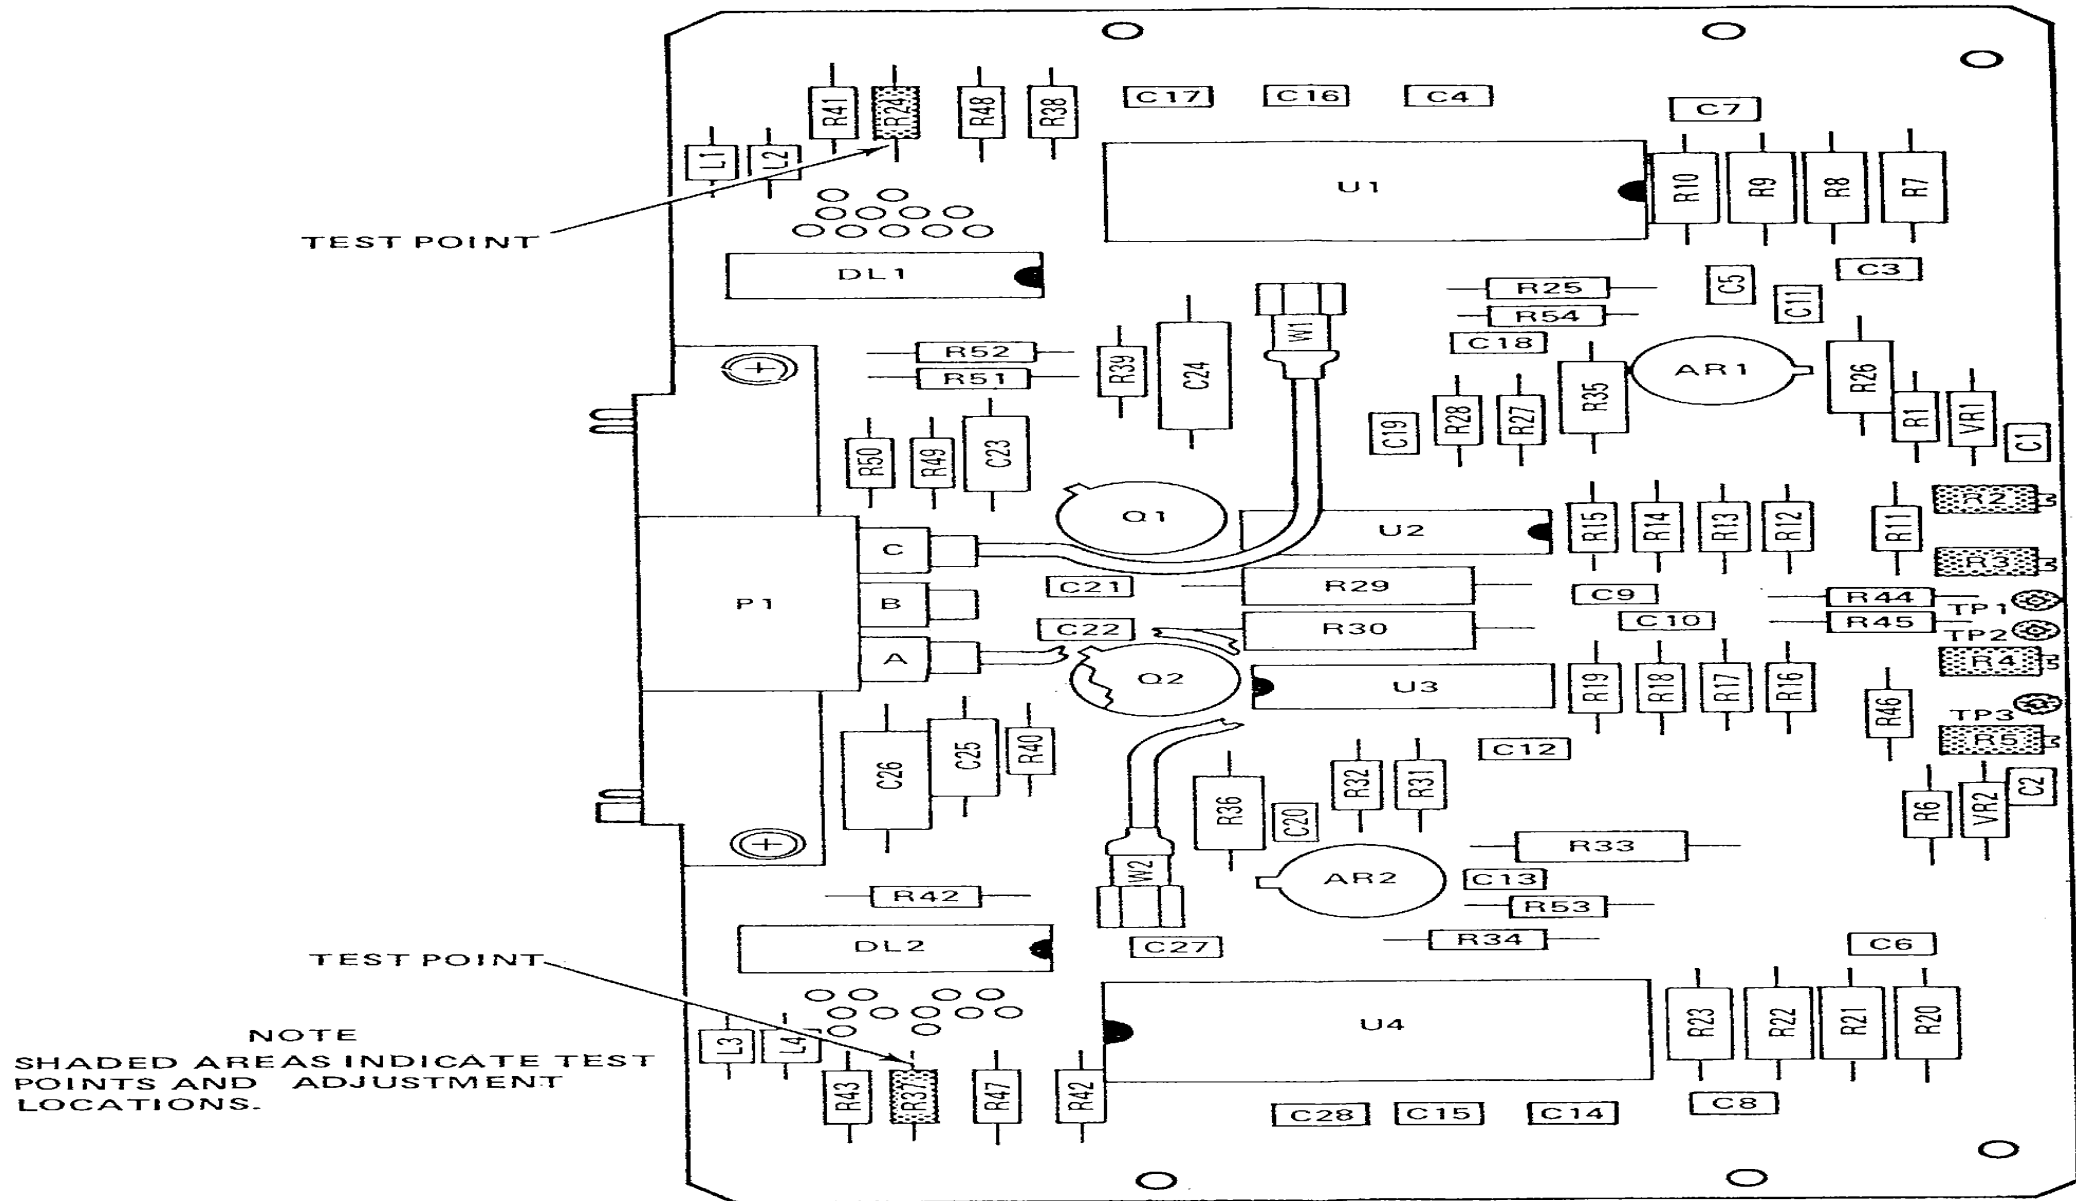 C17
C16
C4
C7
R41
R24
R48
R38
L1
L2
U1
R10
R9
R8
R7
TEST POINT
DL1
C5
C3
C11
R25
R54
W1
C18
R52
R51
R39
C24
R35
AR1
R26
R28
R27
C19
R1
VR1
C1
R50
R49
C23
R2
Q1
U2
R15
R14
R13
R12
R11
C
R3
C21
R29
C9
R44
TP1
P1
B
C22
R30
C10
R45
TP2
A
R4
Q2
U3
R19
R18
R17
R16
R46
TP3
R5
C12
C26
C25
R40
R32
R31
C2
R36
C20
R6
VR2
R33
W2
AR2
C13
R42
R53
R34
DL2
C27
C6
TEST POINT
U4
R23
R22
R21
R20
L3
L4
NOTE
SHADED AREAS INDICATE TEST
POINTS AND ADJUSTMENT
LOCATIONS.
R43
R37
R47
R42
C28
C15
C14
C8